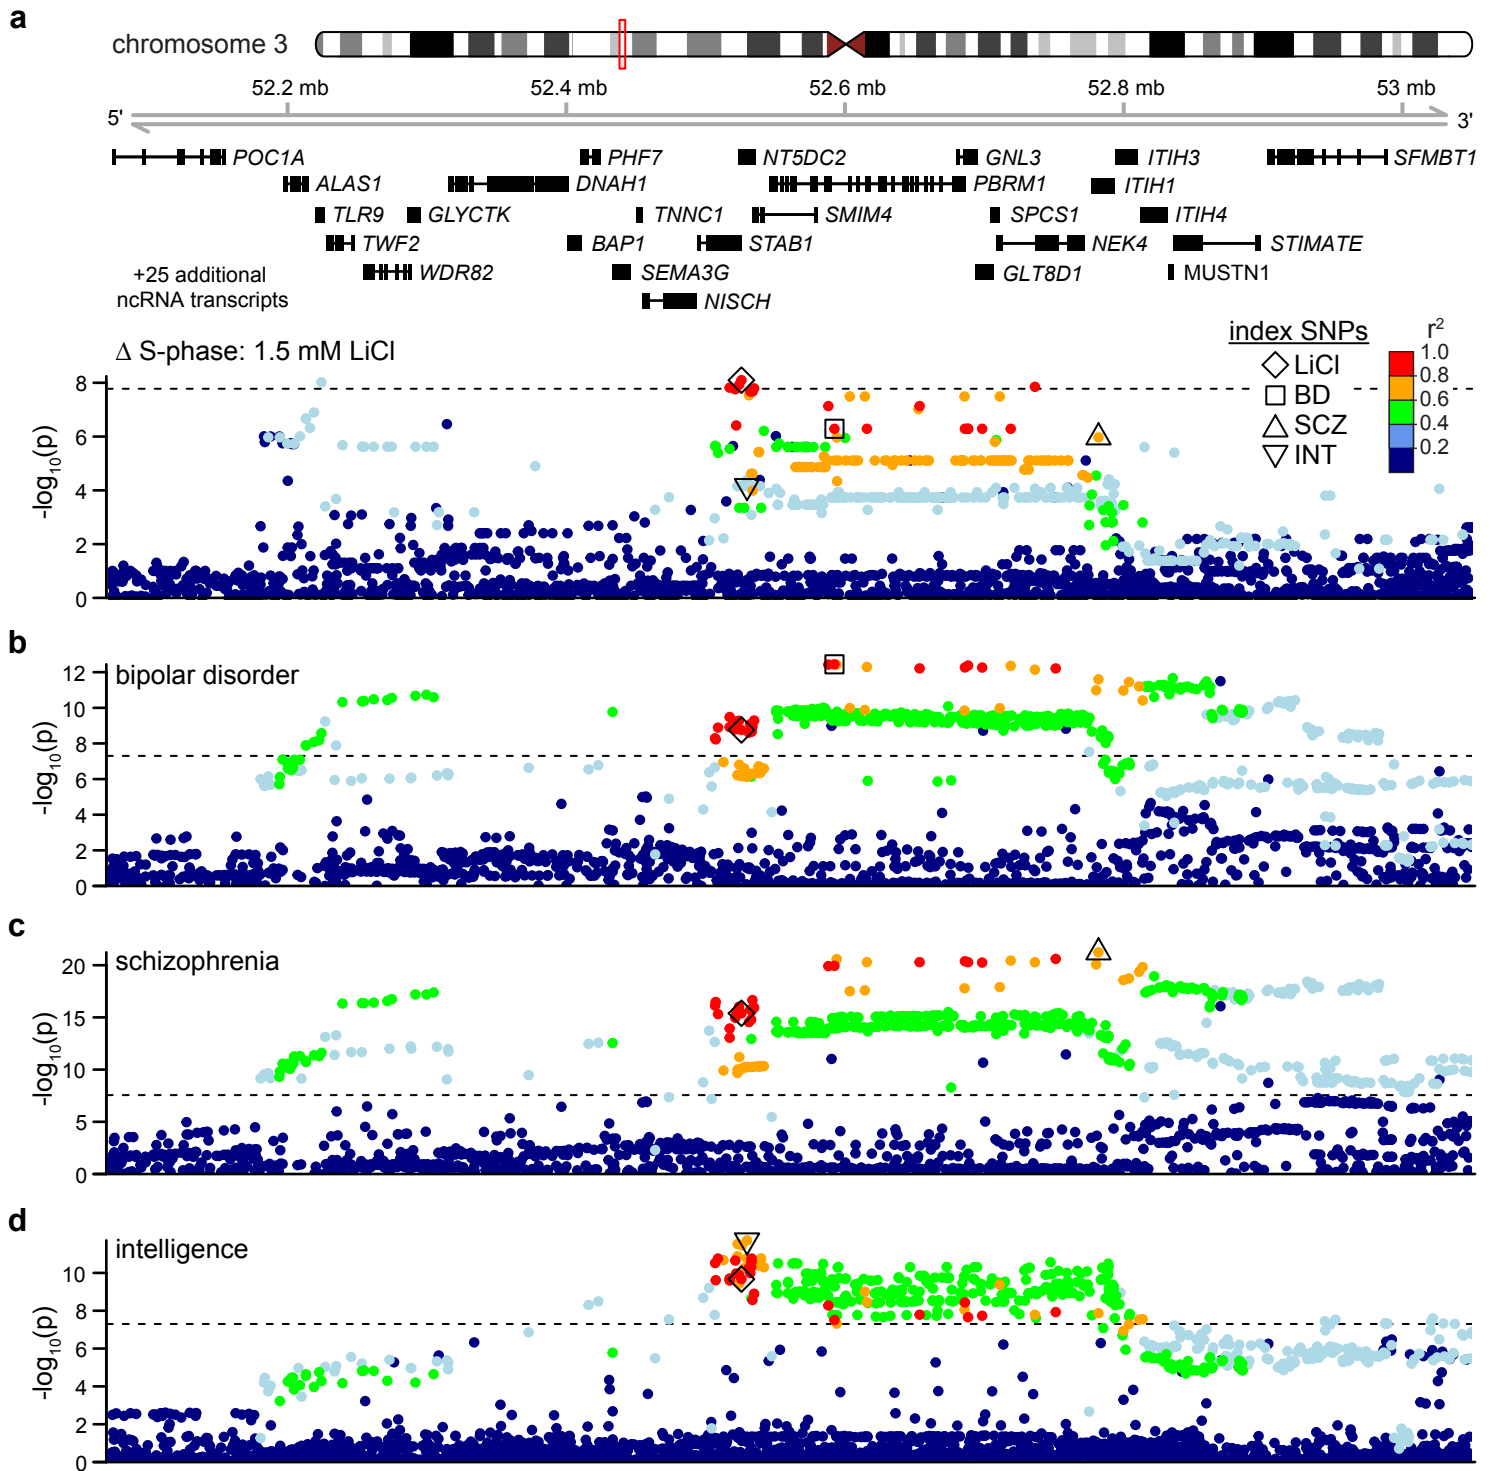 a
chromosome 3
52.2 mb 52.4 mb 52.6 mb 52.8 mb 53 mb
5' 3'
POC1A PHF7 NT5DC2 GNL3 ITIH3 SFMBT1
ALAS1 DNAH1 PBRM1 ITIH1
TLR9 GLYCTK TNNC1 SMIM4 SPCS1 ITIH4
TWF2 BAP1 STAB1 NEK4 STIMATE
+25 additional WDR82 SEMA3G GLT8D1 MUSTN1
ncRNA transcripts NISCH
Δ S-phase: 1.5 mM LiCl
index SNPs r²
LiCl
BD
SCZ
INT
1.0
0.8
0.6
0.4
0.2
-log10(p)
8
6
4
2
0
b
bipolar disorder
-log10(p)
12
10
8
6
4
2
0
c
schizophrenia
-log10(p)
20
15
10
5
0
d
intelligence
-log10(p)
10
8
6
4
2
0